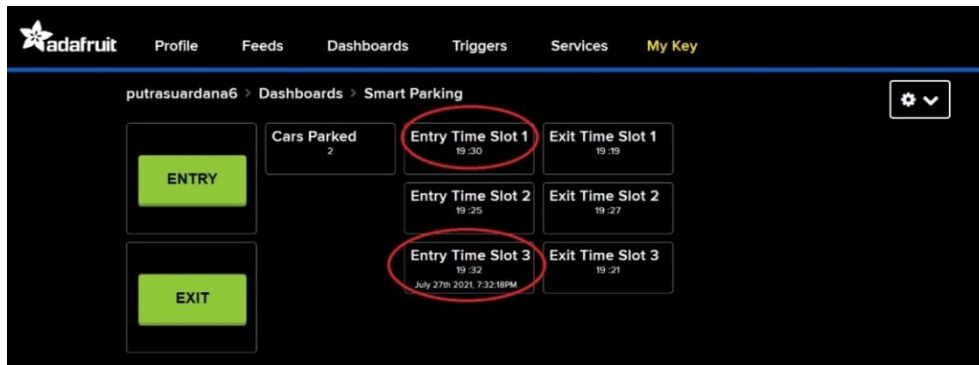 adafruit Profile Feeds Dashboards Triggers Services My Key
putrasuardana6 > Dashboards > Smart Parking
ENTRY
Cars Parked
2
Entry Time Slot 1
19 :30
Exit Time Slot 1
19 :19
Entry Time Slot 2
19 :25
Exit Time Slot 2
19 :27
EXIT
Entry Time Slot 3
19 :32
July 27th 2021, 7:32:18PM
Exit Time Slot 3
19 :21